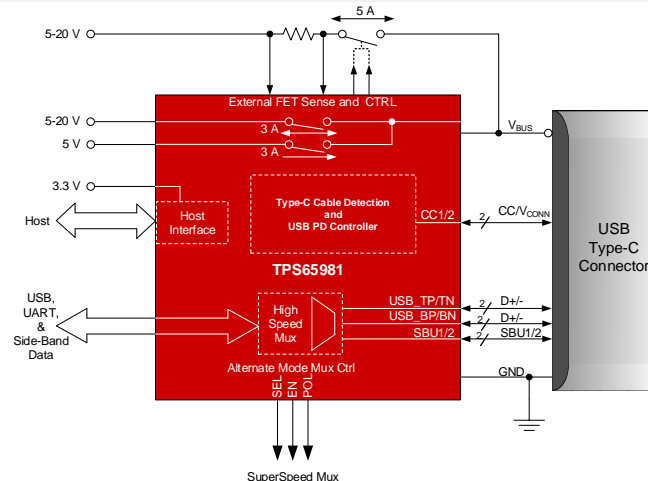 5 A
5-20 V
External FET Sense and CTRL
5-20 V
3 A
VBUS
5 V
3 A
3.3 V
Type-C Cable Detection
and
USB PD Controller
Host
Host
Interface
CC1/2
2
CC/VCONN
USB
Type-C
Connector
TPS65981
USB,
UART,
&
Side-Band
Data
High
Speed
Mux
USB_TP/TN
2
D+/-
USB_BP/BN
2
D+/-
SBU1/2
2
SBU1/2
Alternate Mode Mux Ctrl
GND
SEL
EN
POL
SuperSpeed Mux